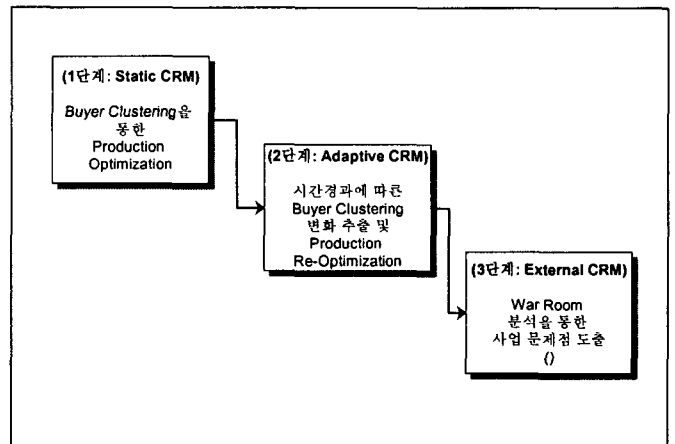 (1단계: Static CRM)
Buyer Clustering을
통한
Production
Optimization
(2단계: Adaptive CRM)
시간경과에 따른
Buyer Clustering
변화 추출 및
Production
Re-Optimization
(3단계: External CRM)
War Room
분석을 통한
사업 문제점 도출
()